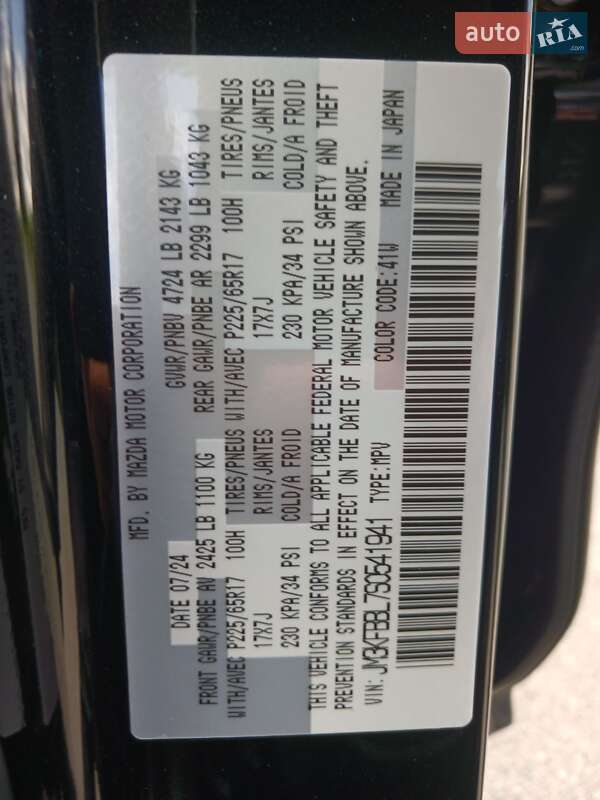 auto
RIA
.com
MFD. BY MAZDA MOTOR CORPORATION
DATE 07/24 GVWR/PNBV 4724 LB 2143 KG
FRONT GAWR/PNBE AV 2425 LB 1100 KG REAR GAWR/PNBE AR 2299 LB 1043 KG
WITH/AVEC P225/65R17 100H TIRES/PNEUS WITH/AVEC P225/65R17 100H TIRES/PNEUS
17X7J RIMS/JANTES 17X7J RIMS/JANTES
230 KPA/34 PSI COLD/A FROID 230 KPA/34 PSI COLD/A FROID
THIS VEHICLE CONFORMS TO ALL APPLICABLE FEDERAL MOTOR VEHICLE SAFETY AND THEFT
PREVENTION STANDARDS IN EFFECT ON THE DATE OF MANUFACTURE SHOWN ABOVE.
VIN: JM3KFBBL7S0541941 TYPE:MPV COLOR CODE:41W MADE IN JAPAN